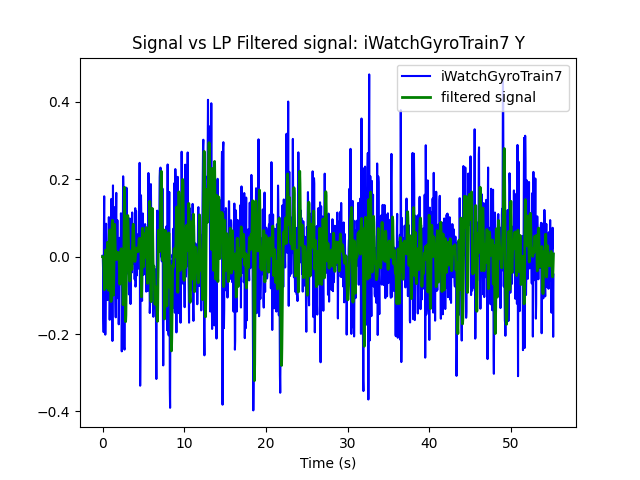 Signal vs LP Filtered signal: iWatchGyroTrain7 Y
iWatchGyroTrain7
filtered signal
0.4
0.2
0.0
−0.2
−0.4
0 10 20 30 40 50
Time (s)